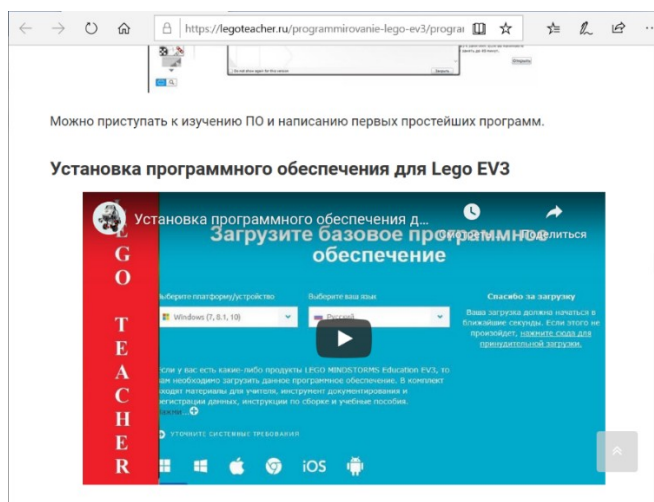 https://legoteacher.ru/programmirovanie-lego-ev3/program
Можно приступать к изучению ПО и написанию первых простейших программ.
Установка программного обеспечения для Lego EV3
LEGO TEACHER
Установка программного обеспечения д...
Поделиться
Загрузите базовое программное
обеспечение
Выберите платформу/устройство
Выберите ваш язык
Windows (7, 8.1, 10)
Русский
Спасибо за загрузку
Ваша загрузка должна начаться в
ближайшие секунды. Если этого не
произойдет, нажмите сюда для
принудительной загрузки.
Если у вас есть какие-либо продукты LEGO MINDSTORMS Education EV3, то
вам необходимо загрузить данное программное обеспечение. В комплект
входят материалы для учителя, инструмент документирования и
регистрации данных, инструкции по сборке и учебные пособия.
УТОЧНИТЕ СИСТЕМНЫЕ ТРЕБОВАНИЯ
iOS